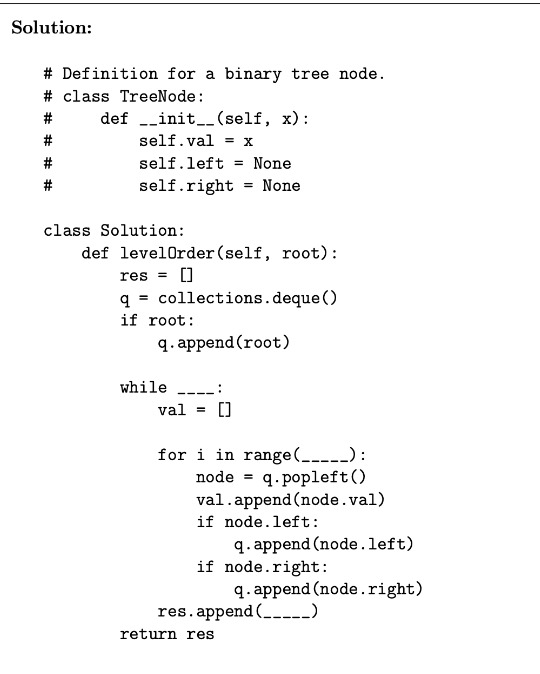 Solution:
# Definition for a binary tree node.
# class TreeNode:
#     def __init__(self, x):
#         self.val = x
#         self.left = None
#         self.right = None
class Solution:
    def levelOrder(self, root):
        res = []
        q = collections.deque()
        if root:
            q.append(root)
        while ____:
            val = []
            for i in range(_____):
                node = q.popleft()
                val.append(node.val)
                if node.left:
                    q.append(node.left)
                if node.right:
                    q.append(node.right)
            res.append(_____)
        return res